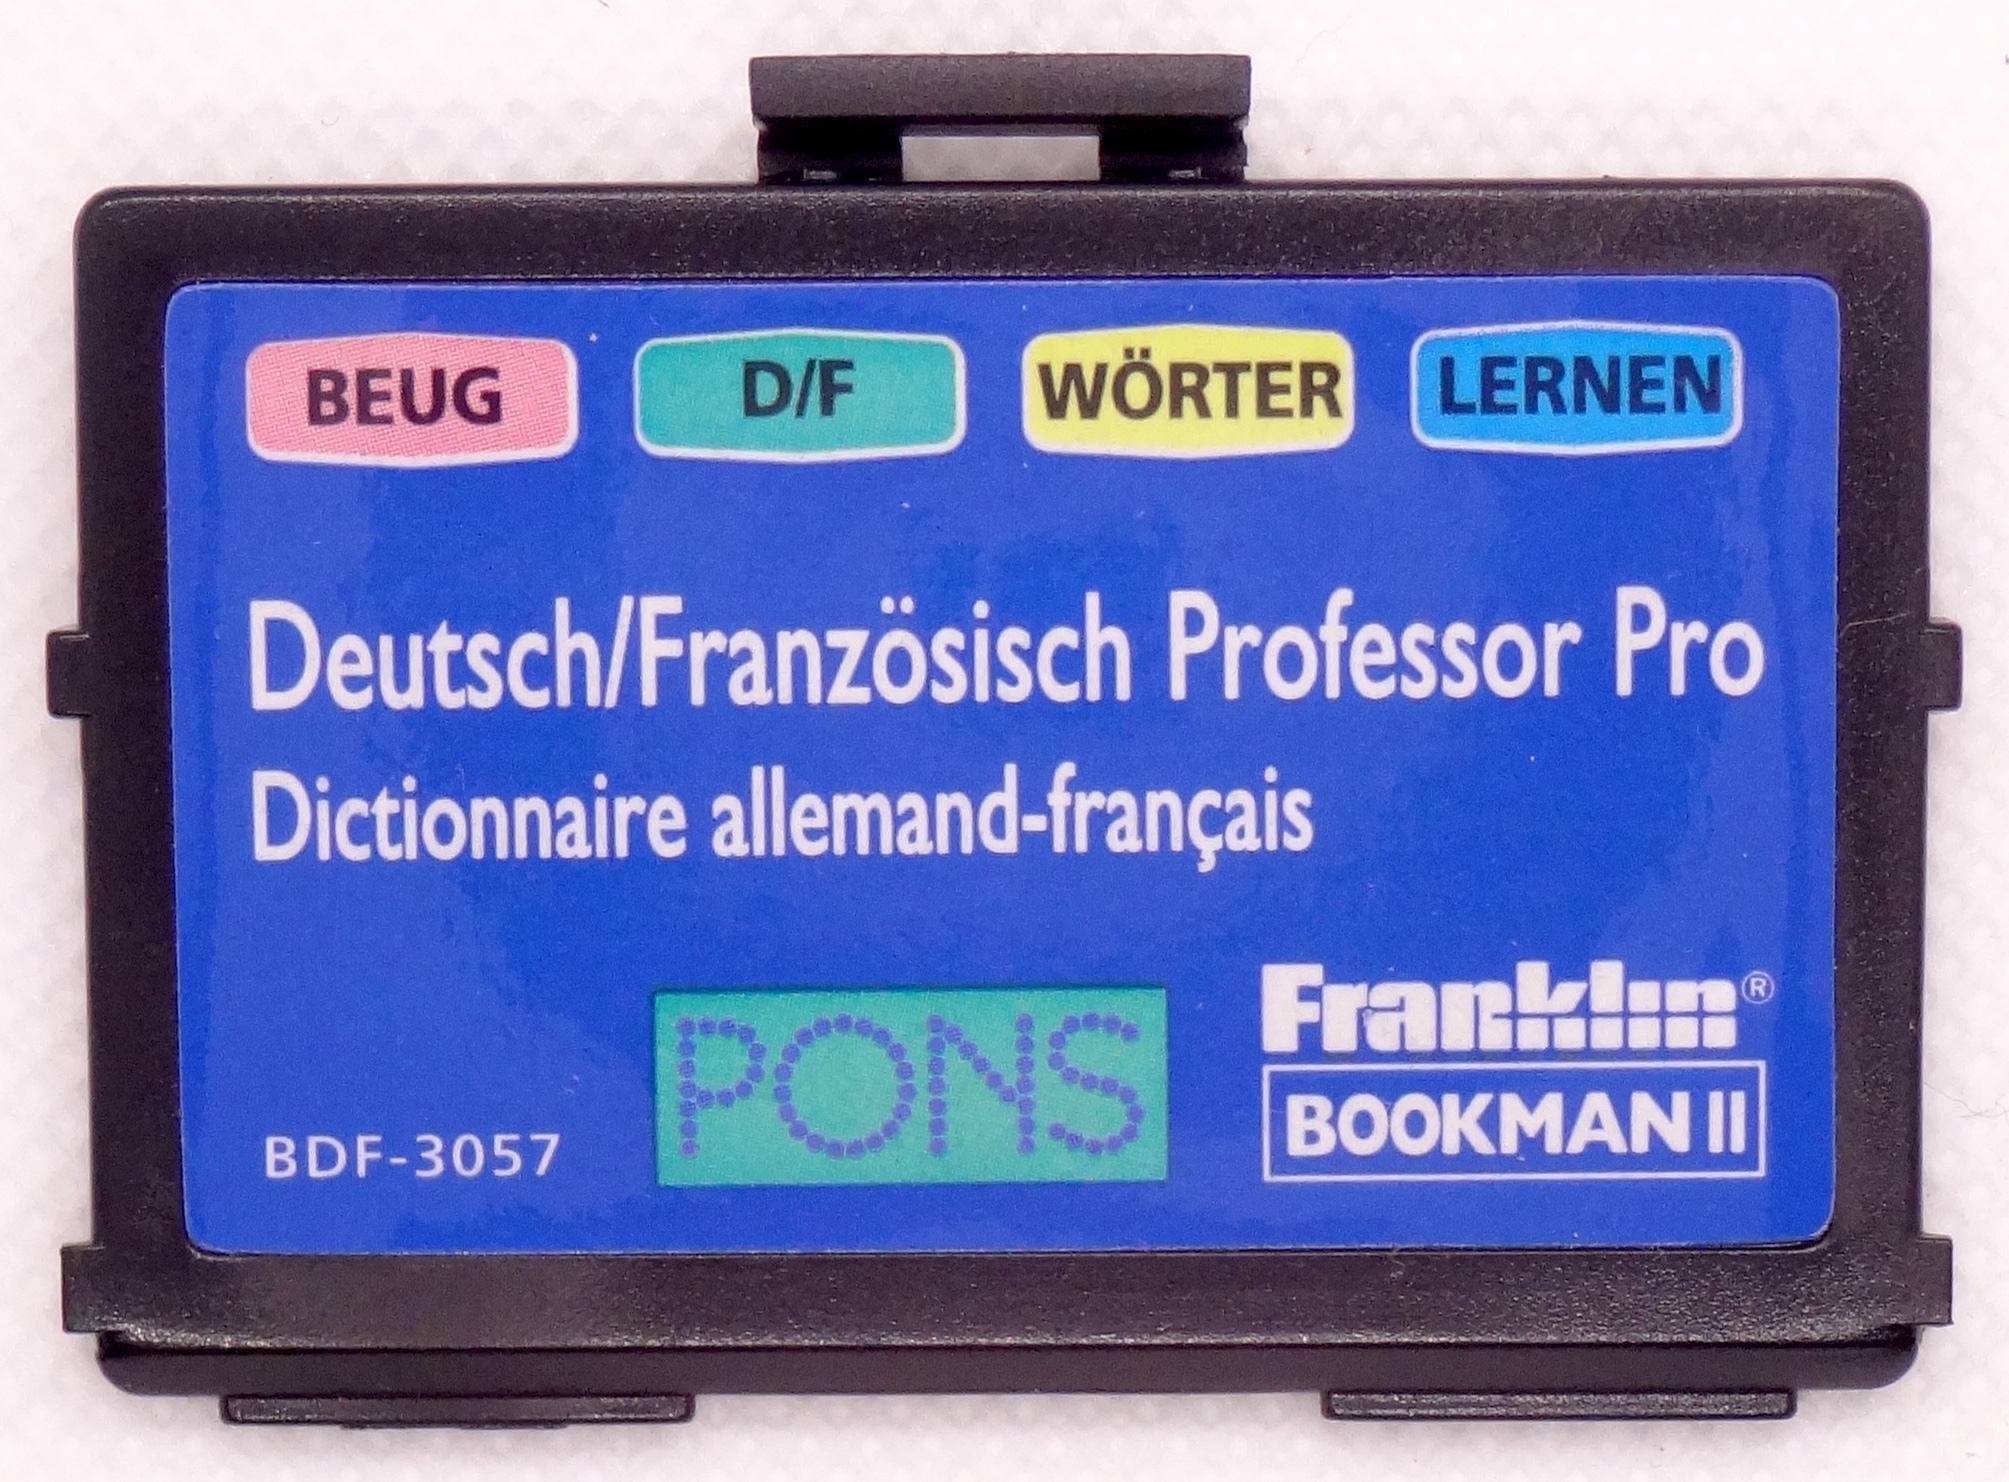 BEUG D/F WÖRTER LERNEN
Deutsch/Französisch Professor Pro
Dictionnaire allemand-français
Franklin®
BDF-3057 PONS BOOKMAN II